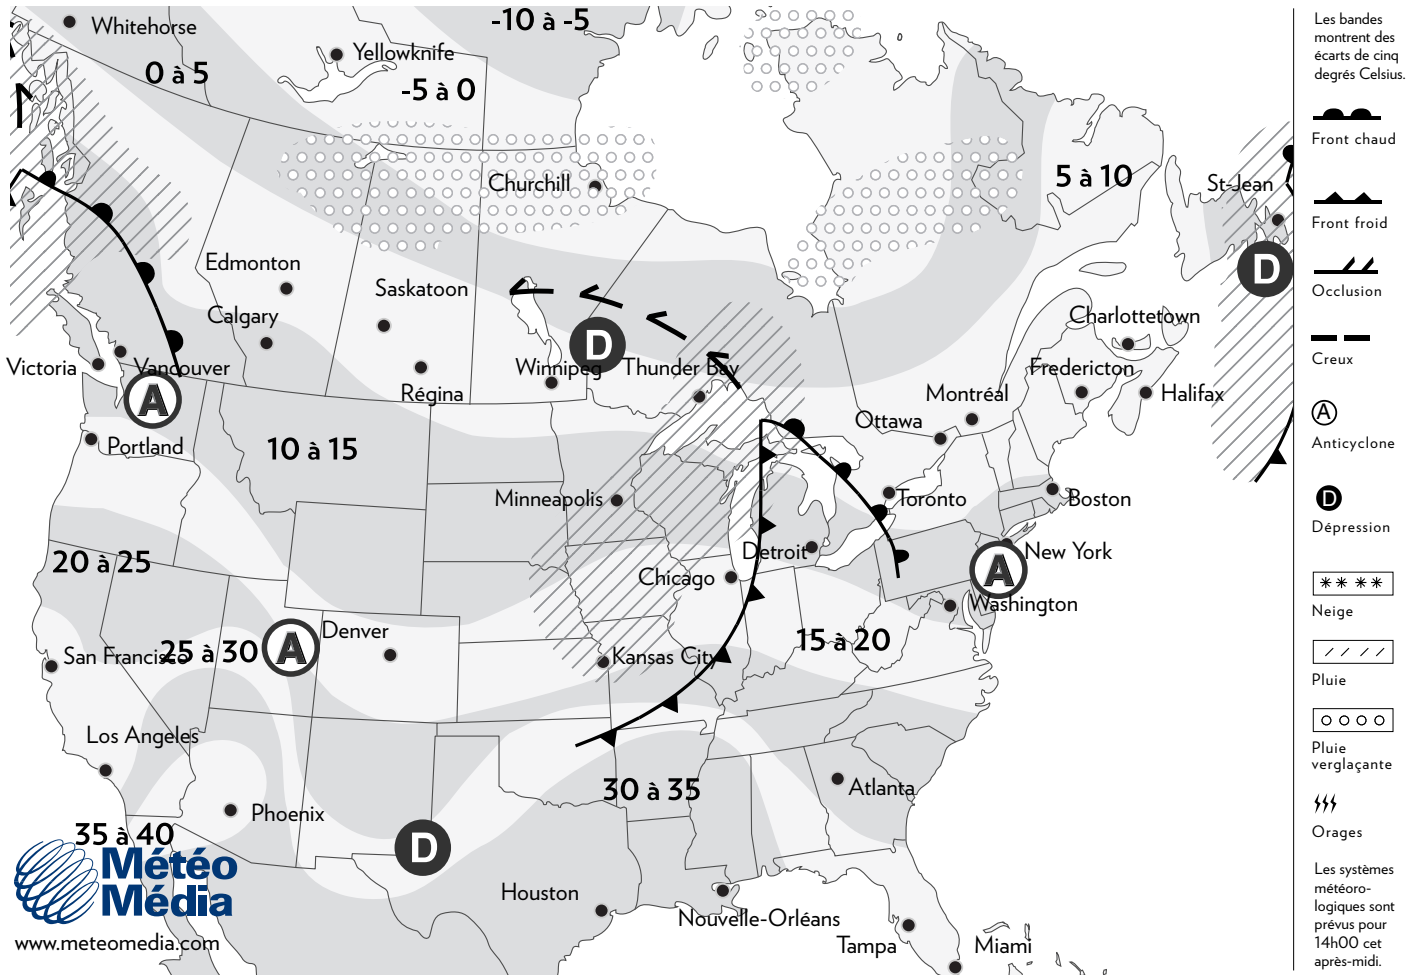 -10 à -5
Whitehorse
Yellowknife
0 à 5
-5 à 0
Churchill
5 à 10
St-Jean
Edmonton
Saskatoon
D
Calgary
Charlottetown
Victoria
Vancouver
Winnipeg
D
Thunder Bay
Fredericton
Régina
Montréal
Halifax
A
Ottawa
Portland
10 à 15
Minneapolis
Toronto
Boston
20 à 25
Detroit
New York
Chicago
A
Washington
Denver
15 à 20
San Francisco
25 à 30
A
Kansas City
Los Angeles
30 à 35
Atlanta
Phoenix
35 à 40
D
Météo
Média
Houston
Nouvelle-Orléans
www.meteomedia.com
Tampa
Miami
Les bandes
montrent des
écarts de cinq
degrés Celsius.
Front chaud
Front froid
Occlusion
Creux
A
Anticyclone
D
Dépression
Neige
Pluie
Pluie
verglaçante
Orages
Les systèmes
météoro-
logiques sont
prévus pour
14h00 cet
après-midi.
D